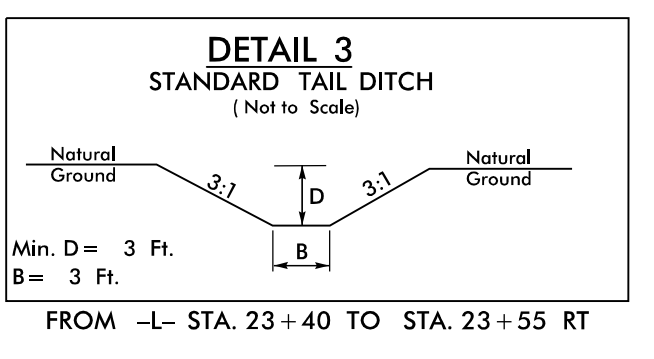 DETAIL 3
STANDARD TAIL DITCH
( Not to Scale)
Natural
Ground
3:1
D
3:1
Natural
Ground
B
Min. D = 3 Ft.
B = 3 Ft.
FROM -L- STA. 23+40 TO STA. 23+55 RT